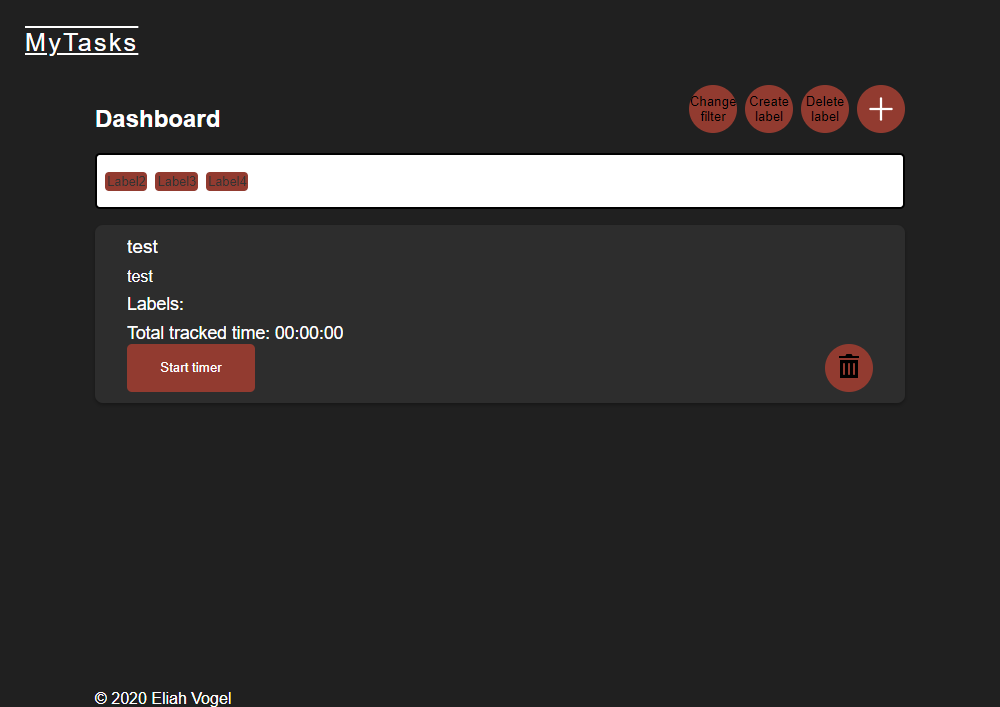 MyTasks
Dashboard
Change
filter
Create
label
Delete
label
Label2 Label3 Label4
test
test
Labels:
Total tracked time: 00:00:00
Start timer
© 2020 Eliah Vogel